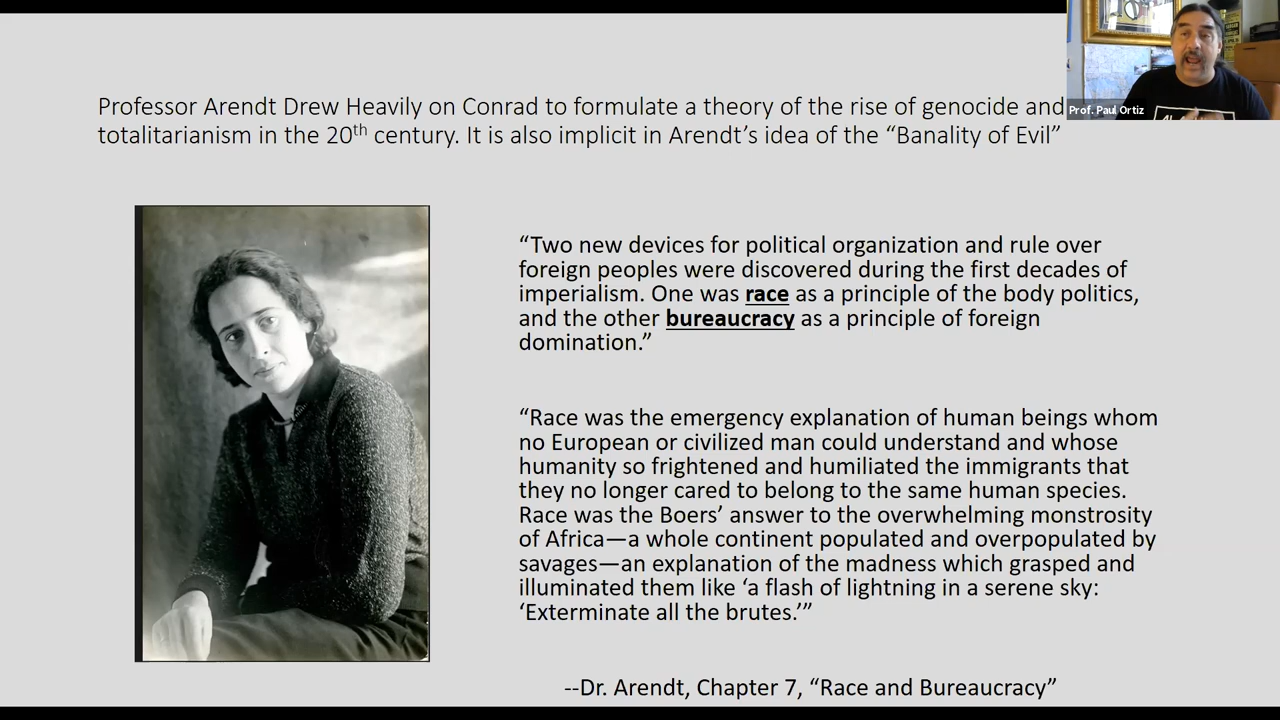 Professor Arendt Drew Heavily on Conrad to formulate a theory of the rise of genocide and
totalitarianism in the 20th century. It is also implicit in Arendt’s idea of the “Banality of Evil”
Prof. Paul Ortiz
“Two new devices for political organization and rule over
foreign peoples were discovered during the first decades of
imperialism. One was race as a principle of the body politics,
and the other bureaucracy as a principle of foreign
domination.”
“Race was the emergency explanation of human beings whom
no European or civilized man could understand and whose
humanity so frightened and humiliated the immigrants that
they no longer cared to belong to the same human species.
Race was the Boers’ answer to the overwhelming monstrosity
of Africa—a whole continent populated and overpopulated by
savages—an explanation of the madness which grasped and
illuminated them like ‘a flash of lightning in a serene sky:
‘Exterminate all the brutes.’”
--Dr. Arendt, Chapter 7, “Race and Bureaucracy”